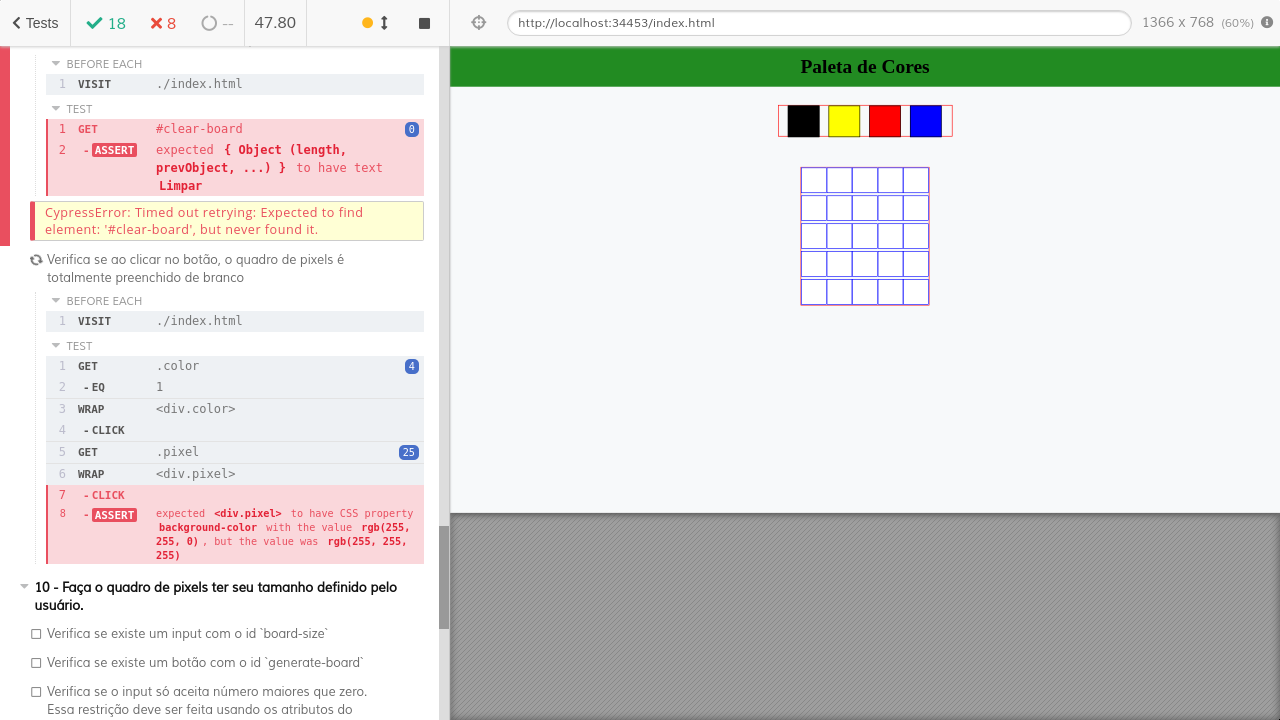 Tests 18 8 -- 47.80
http://localhost:34453/index.html 1366 x 768 (60%)
BEFORE EACH
1 VISIT ./index.html
TEST
1 GET #clear-board 0
2 - ASSERT expected { Object (length,
prevObject, ...) } to have text
Limpar
CypressError: Timed out retrying: Expected to find
element: '#clear-board', but never found it.
Verifica se ao clicar no botão, o quadro de pixels é
totalmente preenchido de branco
BEFORE EACH
1 VISIT ./index.html
TEST
1 GET .color 4
2 - EQ 1
3 WRAP <div.color>
4 - CLICK
5 GET .pixel 25
6 WRAP <div.pixel>
7 - CLICK
8 - ASSERT expected <div.pixel> to have CSS property
background-color with the value rgb(255,
255, 0) , but the value was rgb(255, 255,
255)
10 - Faça o quadro de pixels ter seu tamanho definido pelo
usuário.
Verifica se existe um input com o id `board-size`
Verifica se existe um botão com o id `generate-board`
Verifica se o input só aceita número maiores que zero.
Essa restrição deve ser feita usando os atributos do
Paleta de Cores